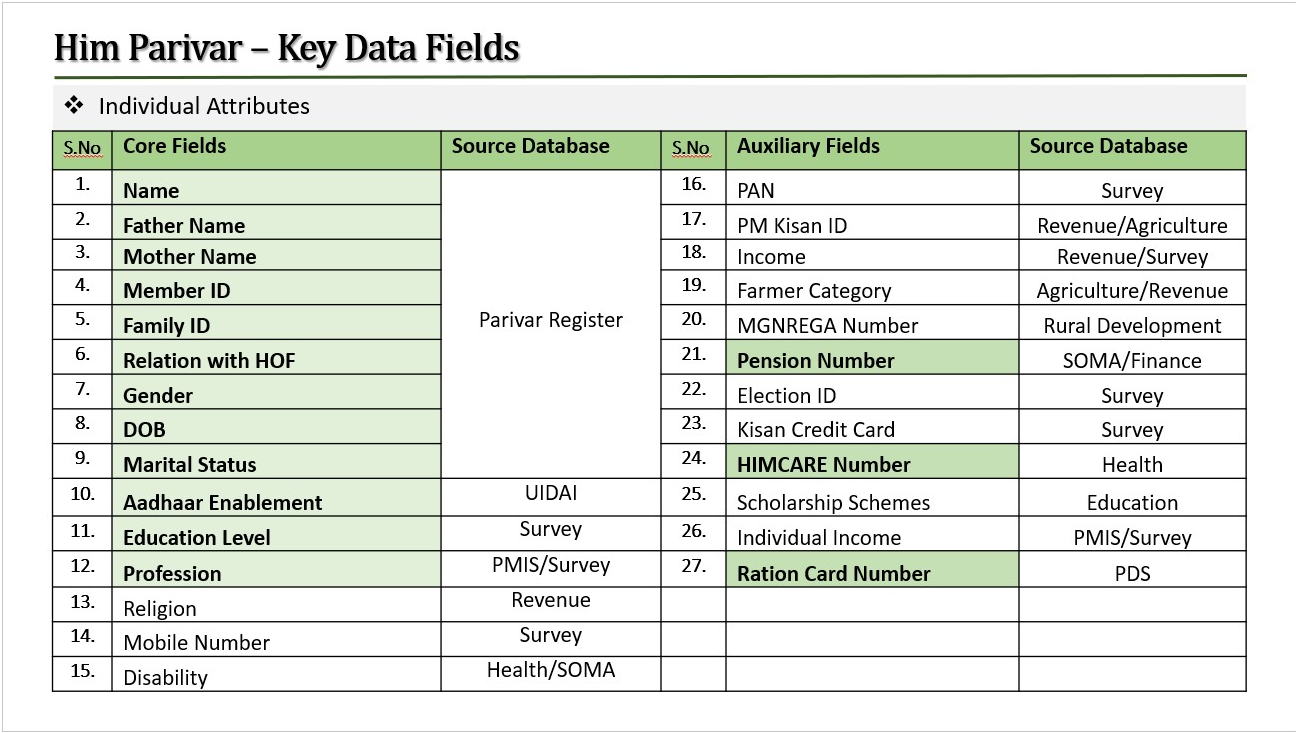 Him Parivar – Key Data Fields
❖ Individual Attributes
S.No Core Fields Source Database S.No Auxiliary Fields Source Database
1. Name Parivar Register 16. PAN Survey
2. Father Name 17. PM Kisan ID Revenue/Agriculture
3. Mother Name 18. Income Revenue/Survey
4. Member ID 19. Farmer Category Agriculture/Revenue
5. Family ID 20. MGNREGA Number Rural Development
6. Relation with HOF 21. Pension Number SOMA/Finance
7. Gender 22. Election ID Survey
8. DOB 23. Kisan Credit Card Survey
9. Marital Status 24. HIMCARE Number Health
10. Aadhaar Enablement UIDAI 25. Scholarship Schemes Education
11. Education Level Survey 26. Individual Income PMIS/Survey
12. Profession PMIS/Survey 27. Ration Card Number PDS
13. Religion Revenue
14. Mobile Number Survey
15. Disability Health/SOMA